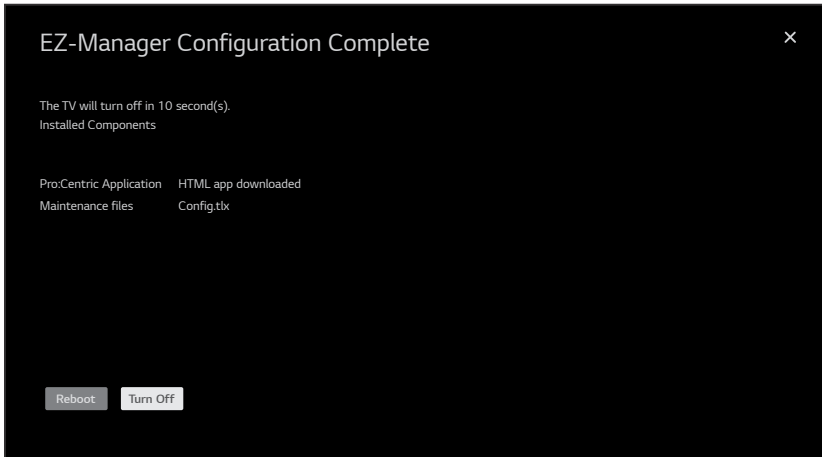 EZ-Manager Configuration Complete
×
The TV will turn off in 10 second(s).
Installed Components
Pro:Centric Application HTML app downloaded
Maintenance files Config.tlx
Reboot Turn Off